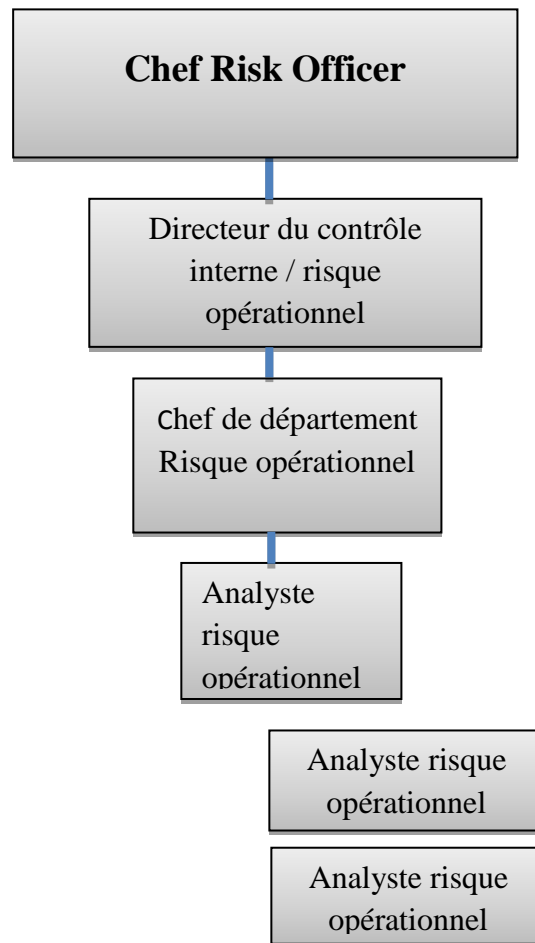 Chef Risk Officer
Directeur du contrôle
interne / risque
opérationnel
Chef de département
Risque opérationnel
Analyste
risque
opérationnel
Analyste risque
opérationnel
Analyste risque
opérationnel